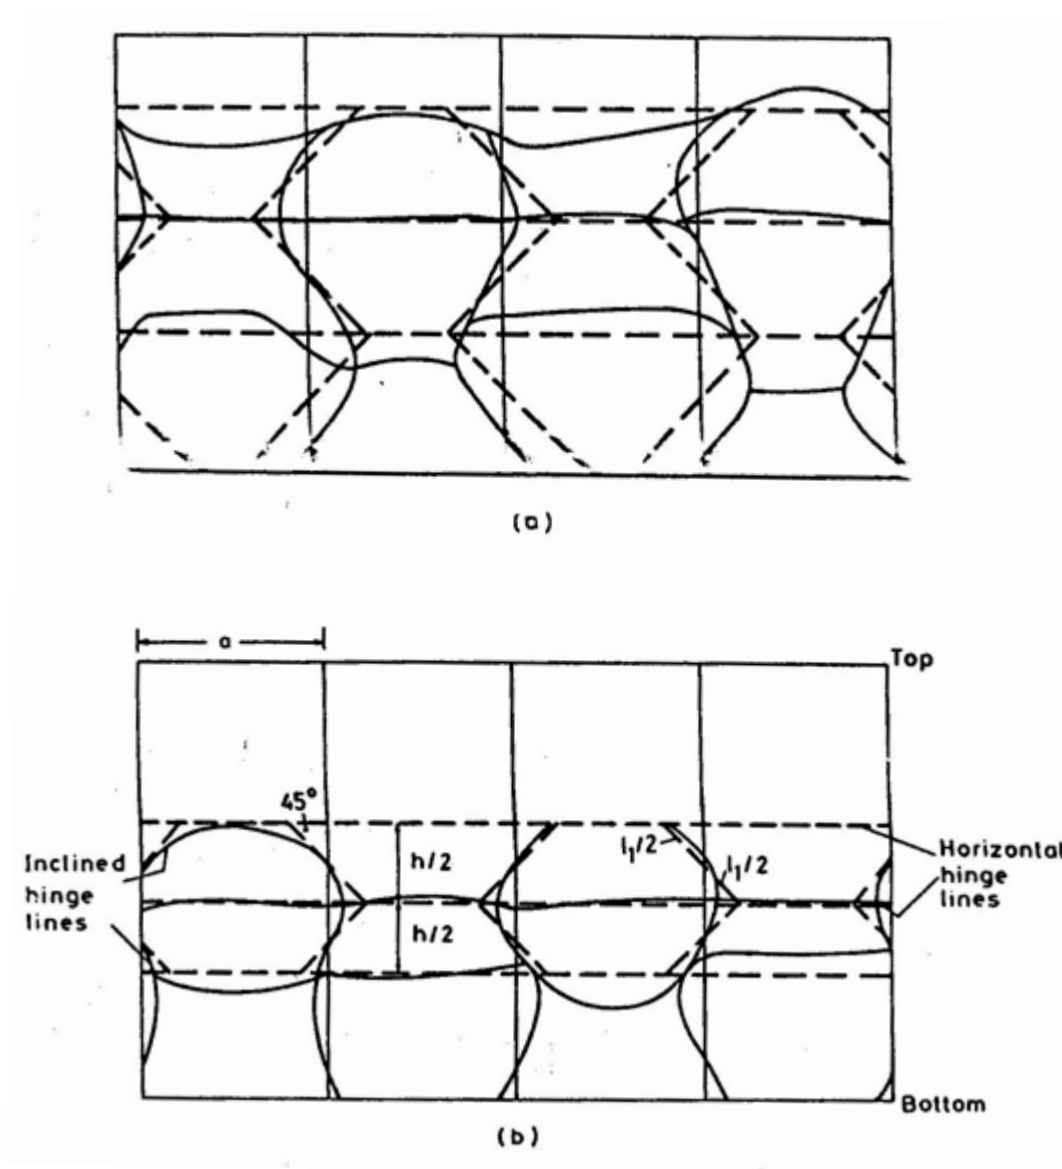 (a)
a
Top
45°
Inclined
hinge
lines
h/2
h/2
l₁/2
l₁/2
Horizontal
hinge
lines
Bottom
(b)